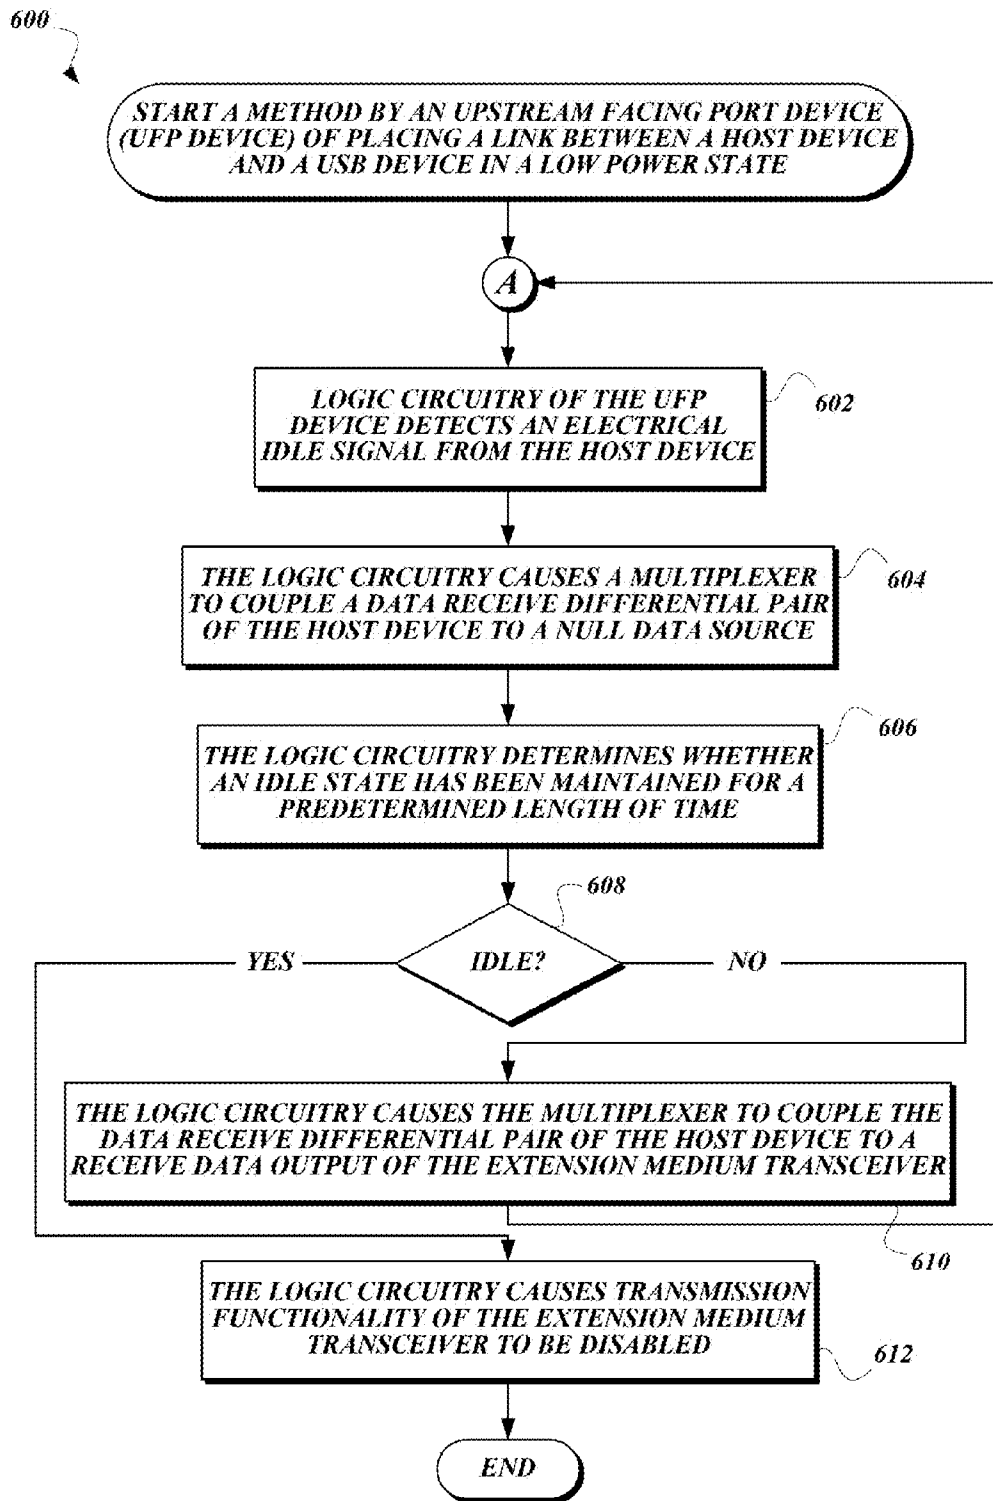 600
START A METHOD BY AN UPSTREAM FACING PORT DEVICE
(UFP DEVICE) OF PLACING A LINK BETWEEN A HOST DEVICE
AND A USB DEVICE IN A LOW POWER STATE
A
LOGIC CIRCUITRY OF THE UFP
DEVICE DETECTS AN ELECTRICAL
IDLE SIGNAL FROM THE HOST DEVICE
602
THE LOGIC CIRCUITRY CAUSES A MULTIPLEXER
TO COUPLE A DATA RECEIVE DIFFERENTIAL PAIR
OF THE HOST DEVICE TO A NULL DATA SOURCE
604
THE LOGIC CIRCUITRY DETERMINES WHETHER
AN IDLE STATE HAS BEEN MAINTAINED FOR A
PREDETERMINED LENGTH OF TIME
606
608
YES
IDLE?
NO
THE LOGIC CIRCUITRY CAUSES THE MULTIPLEXER TO COUPLE THE
DATA RECEIVE DIFFERENTIAL PAIR OF THE HOST DEVICE TO A
RECEIVE DATA OUTPUT OF THE EXTENSION MEDIUM TRANSCEIVER
610
THE LOGIC CIRCUITRY CAUSES TRANSMISSION
FUNCTIONALITY OF THE EXTENSION MEDIUM
TRANSCEIVER TO BE DISABLED
612
END